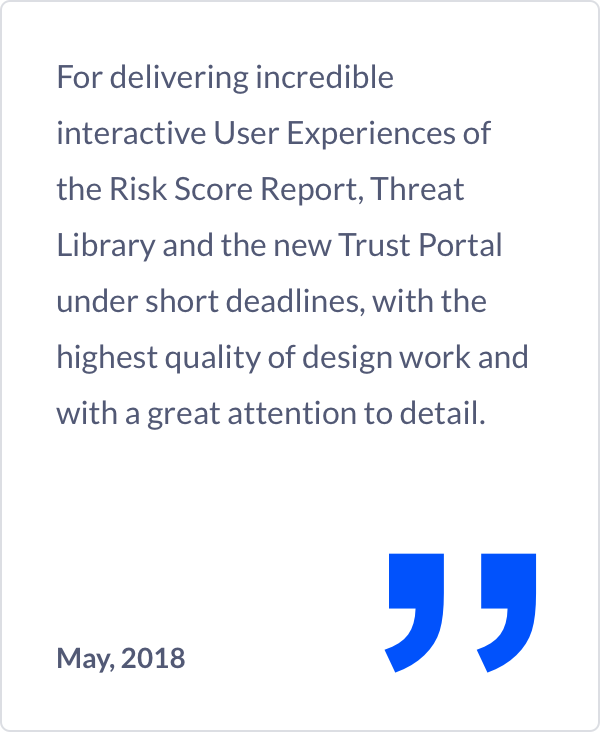 For delivering incredible
interactive User Experiences of
the Risk Score Report, Threat
Library and the new Trust Portal
under short deadlines, with the
highest quality of design work and
with a great attention to detail.
”
May, 2018